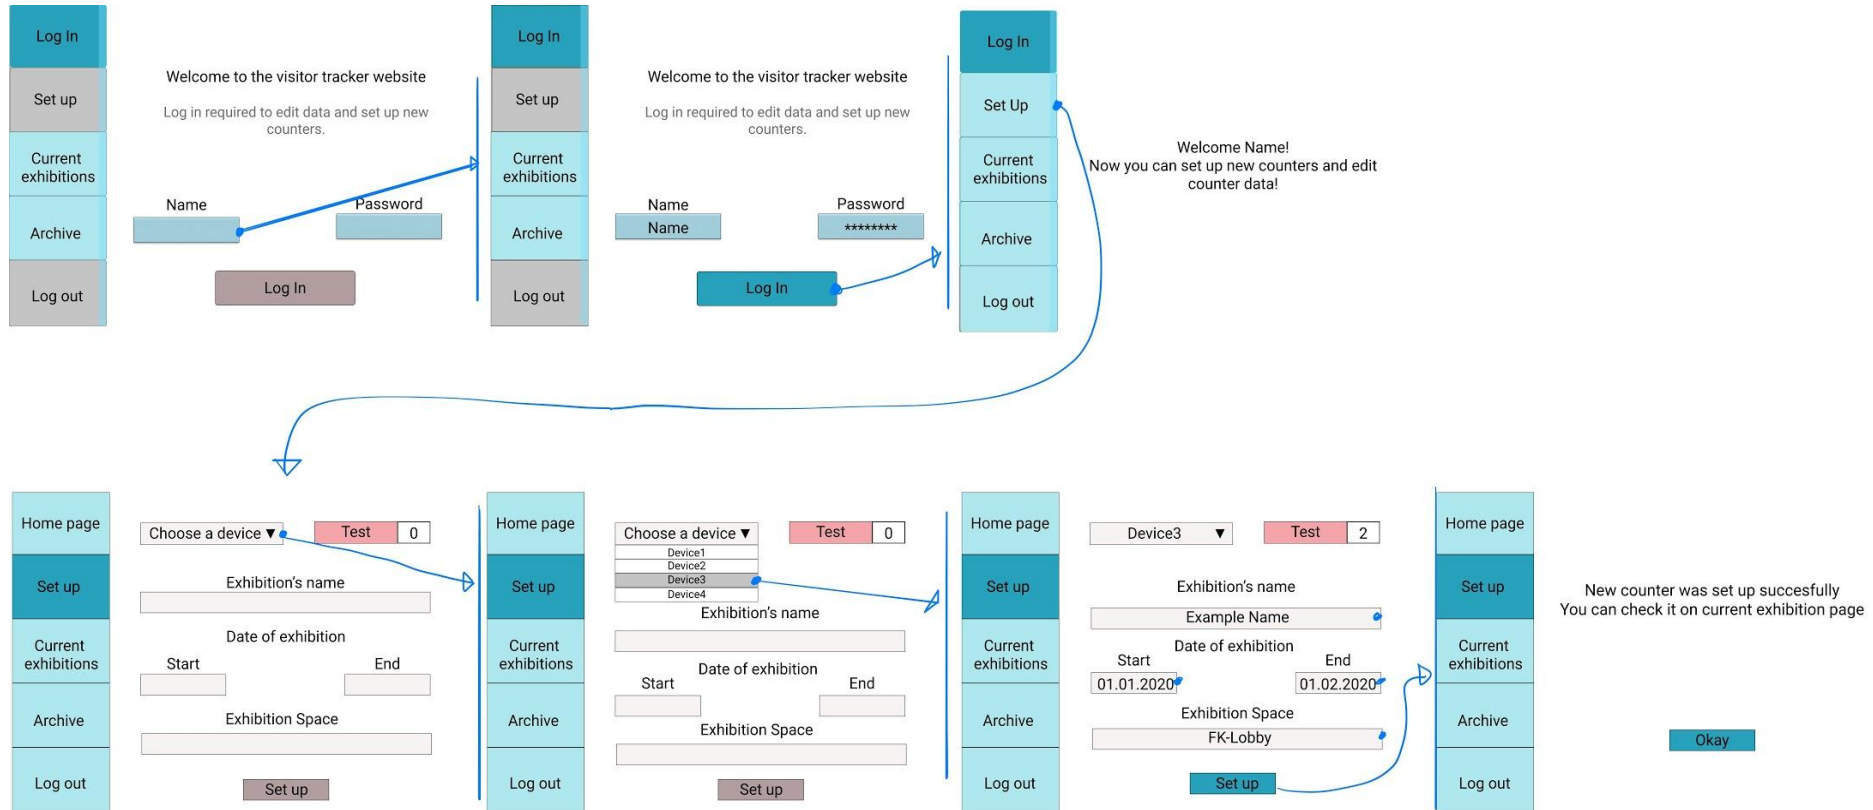 Log In
Set up
Current
exhibitions
Archive
Log out
Welcome to the visitor tracker website
Log in required to edit data and set up new
counters.
Name
Password
Log In
Log In
Set up
Current
exhibitions
Archive
Log out
Welcome to the visitor tracker website
Log in required to edit data and set up new
counters.
Name
Name
Password
********
Log In
Log In
Set Up
Current
exhibitions
Archive
Log out
Welcome Name!
Now you can set up new counters and edit
counter data!
Home page
Set up
Current
exhibitions
Archive
Log out
Choose a device ▼
Test 0
Exhibition's name
Date of exhibition
Start
End
Exhibition Space
Set up
Home page
Set up
Current
exhibitions
Archive
Log out
Choose a device ▼
Test 0
Device1
Device2
Device3
Device4
Exhibition's name
Date of exhibition
Start
End
Exhibition Space
Set up
Home page
Set up
Current
exhibitions
Archive
Log out
Device3 ▼
Test 2
Exhibition's name
Example Name
Date of exhibition
Start
End
01.01.2020
01.02.2020
Exhibition Space
FK-Lobby
Set up
Home page
Set up
Current
exhibitions
Archive
Log out
New counter was set up succesfully
You can check it on current exhibition page
Okay